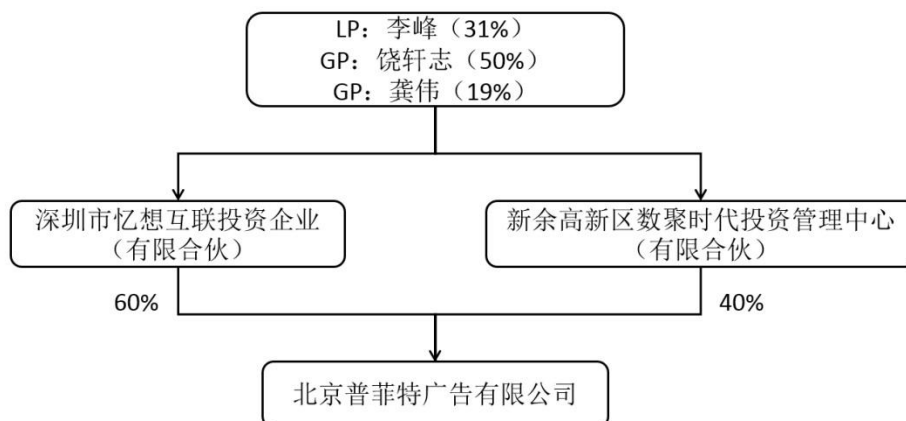 LP：李峰（31%）
GP：饶轩志（50%）
GP：龚伟（19%）
深圳市忆想互联投资企业
（有限合伙）
新余高新区数聚时代投资管理中心
（有限合伙）
60%
40%
北京普菲特广告有限公司